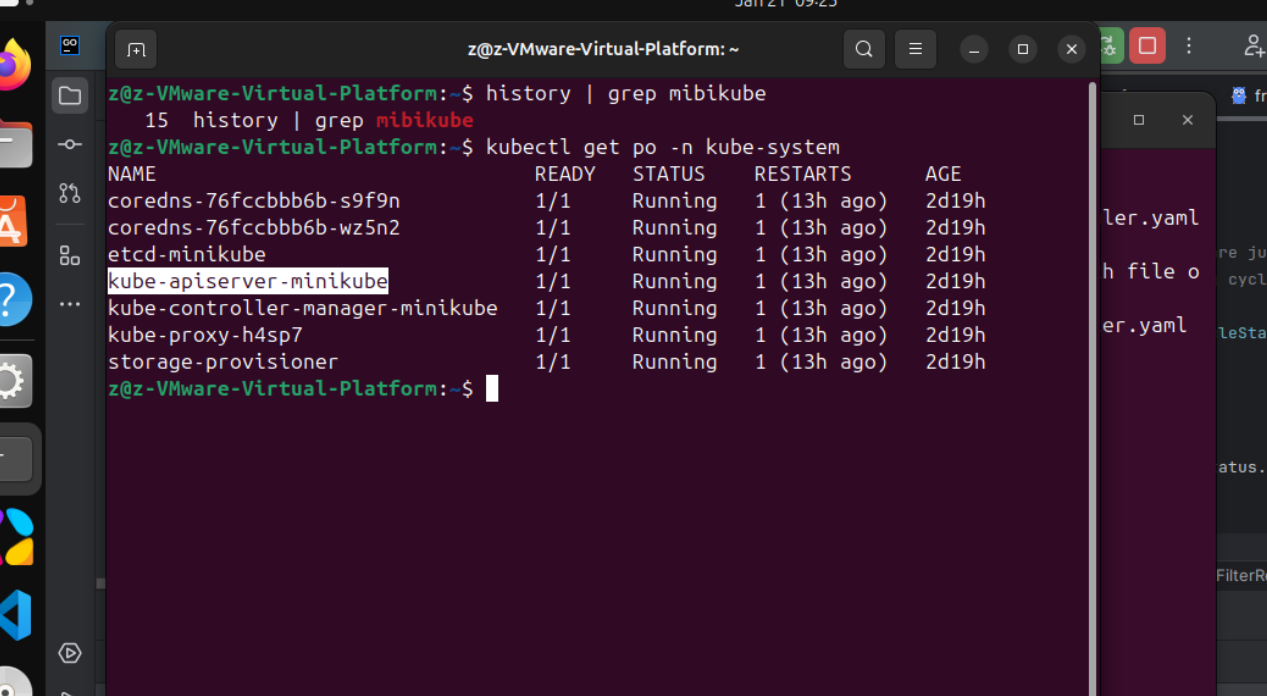 Jan 21 09:25
GO
z@z-VMware-Virtual-Platform: ~
z@z-VMware-Virtual-Platform:~$ history | grep mibikube
15 history | grep mibikube
z@z-VMware-Virtual-Platform:~$ kubectl get po -n kube-system
NAME READY STATUS RESTARTS AGE
coredns-76fccbbb6b-s9f9n 1/1 Running 1 (13h ago) 2d19h
coredns-76fccbbb6b-wz5n2 1/1 Running 1 (13h ago) 2d19h
etcd-minikube 1/1 Running 1 (13h ago) 2d19h
kube-apiserver-minikube 1/1 Running 1 (13h ago) 2d19h
kube-controller-manager-minikube 1/1 Running 1 (13h ago) 2d19h
kube-proxy-h4sp7 1/1 Running 1 (13h ago) 2d19h
storage-provisioner 1/1 Running 1 (13h ago) 2d19h
z@z-VMware-Virtual-Platform:~$
fr
ler.yaml
re ju
h file o
cycl
er.yaml
leSta
atus.
FilterRe